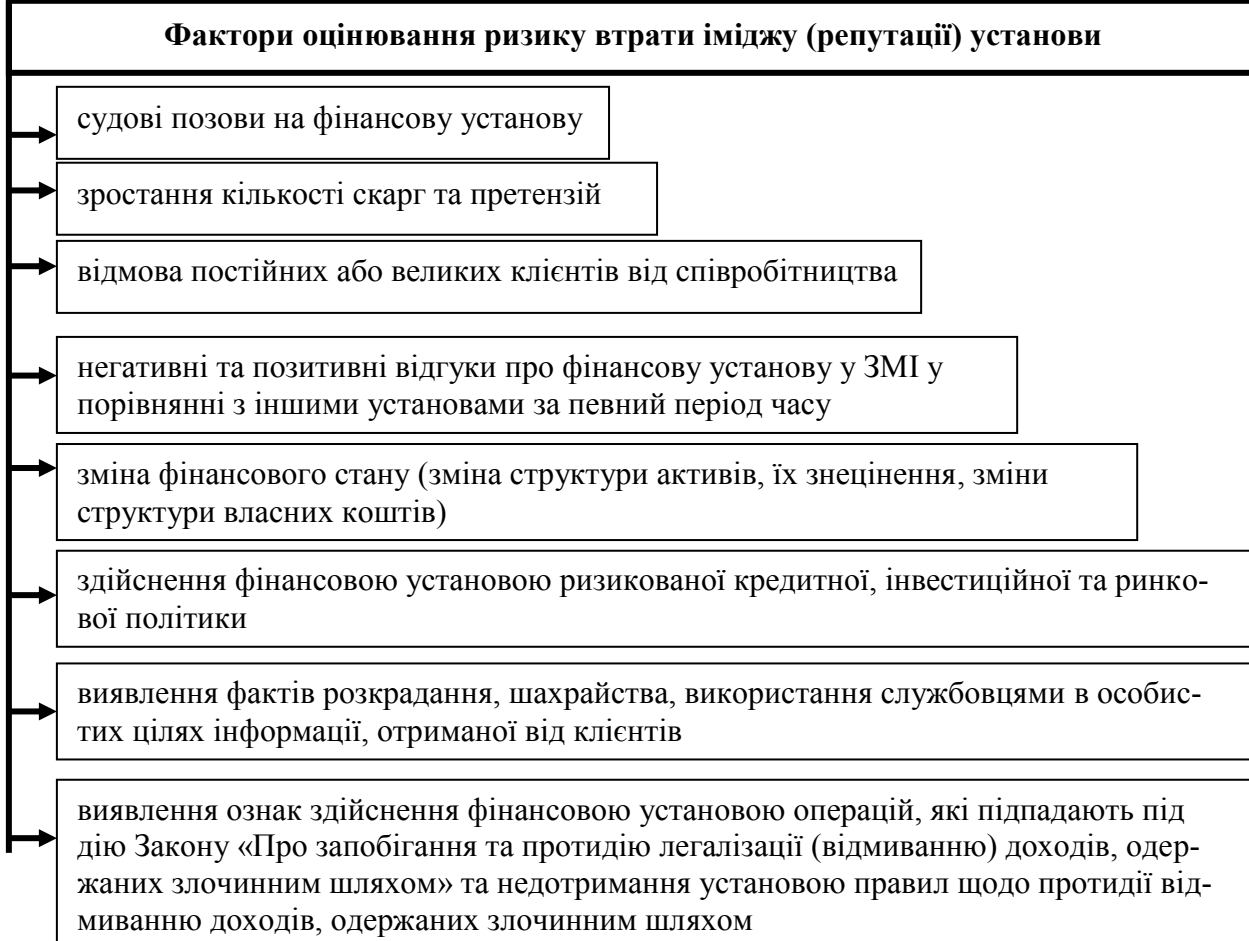 Фактори оцінювання ризику втрати іміджу (репутації) установи
судові позови на фінансову установу
зростання кількості скарг та претензій
відмова постійних або великих клієнтів від співробітництва
негативні та позитивні відгуки про фінансову установу у ЗМІ у
порівнянні з іншими установами за певний період часу
зміна фінансового стану (зміна структури активів, їх знецінення, зміни
структури власних коштів)
здійснення фінансовою установою ризикованої кредитної, інвестиційної та ринко-
вої політики
виявлення фактів розкрадання, шахрайства, використання службовцями в особис-
тих цілях інформації, отриманої від клієнтів
виявлення ознак здійснення фінансовою установою операцій, які підпадають під
дію Закону «Про запобігання та протидію легалізації (відмиванню) доходів, одер-
жаних злочинним шляхом» та недотримання установою правил щодо протидії від-
миванню доходів, одержаних злочинним шляхом